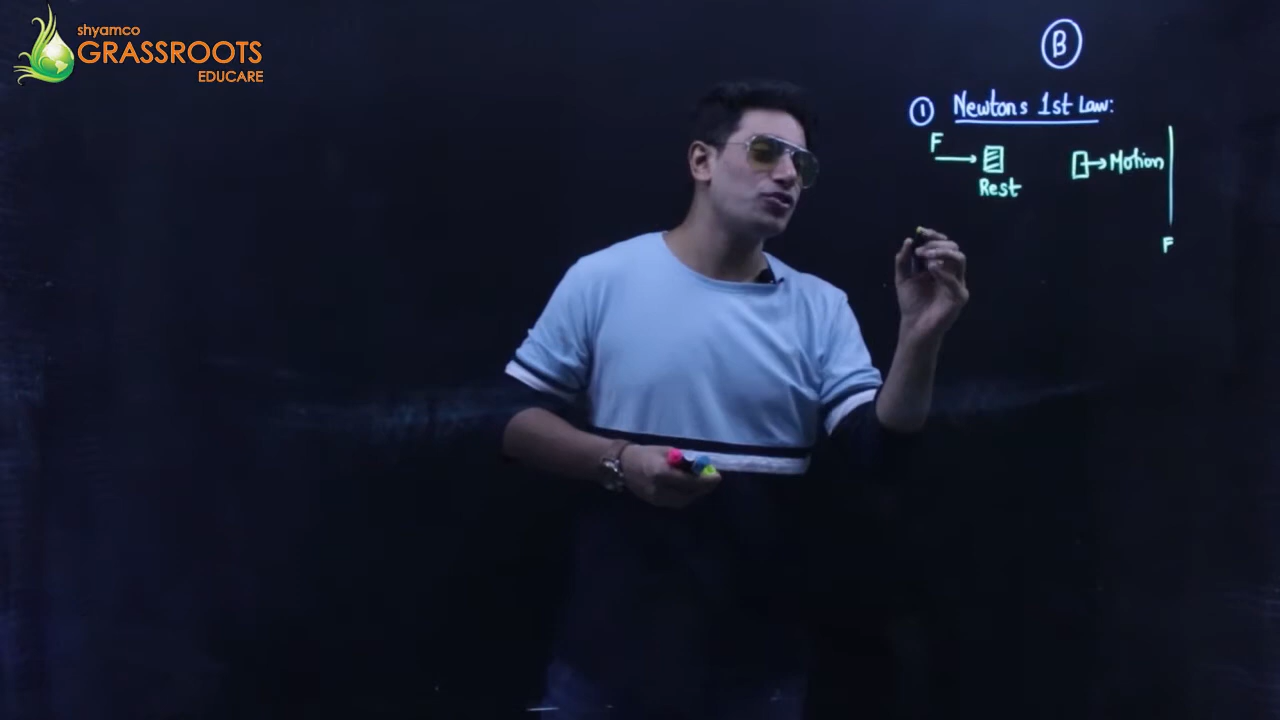 shyamco
GRASSROOTS
EDUCARE
B
1 Newtons 1st Law:
F
Motion
Rest
F